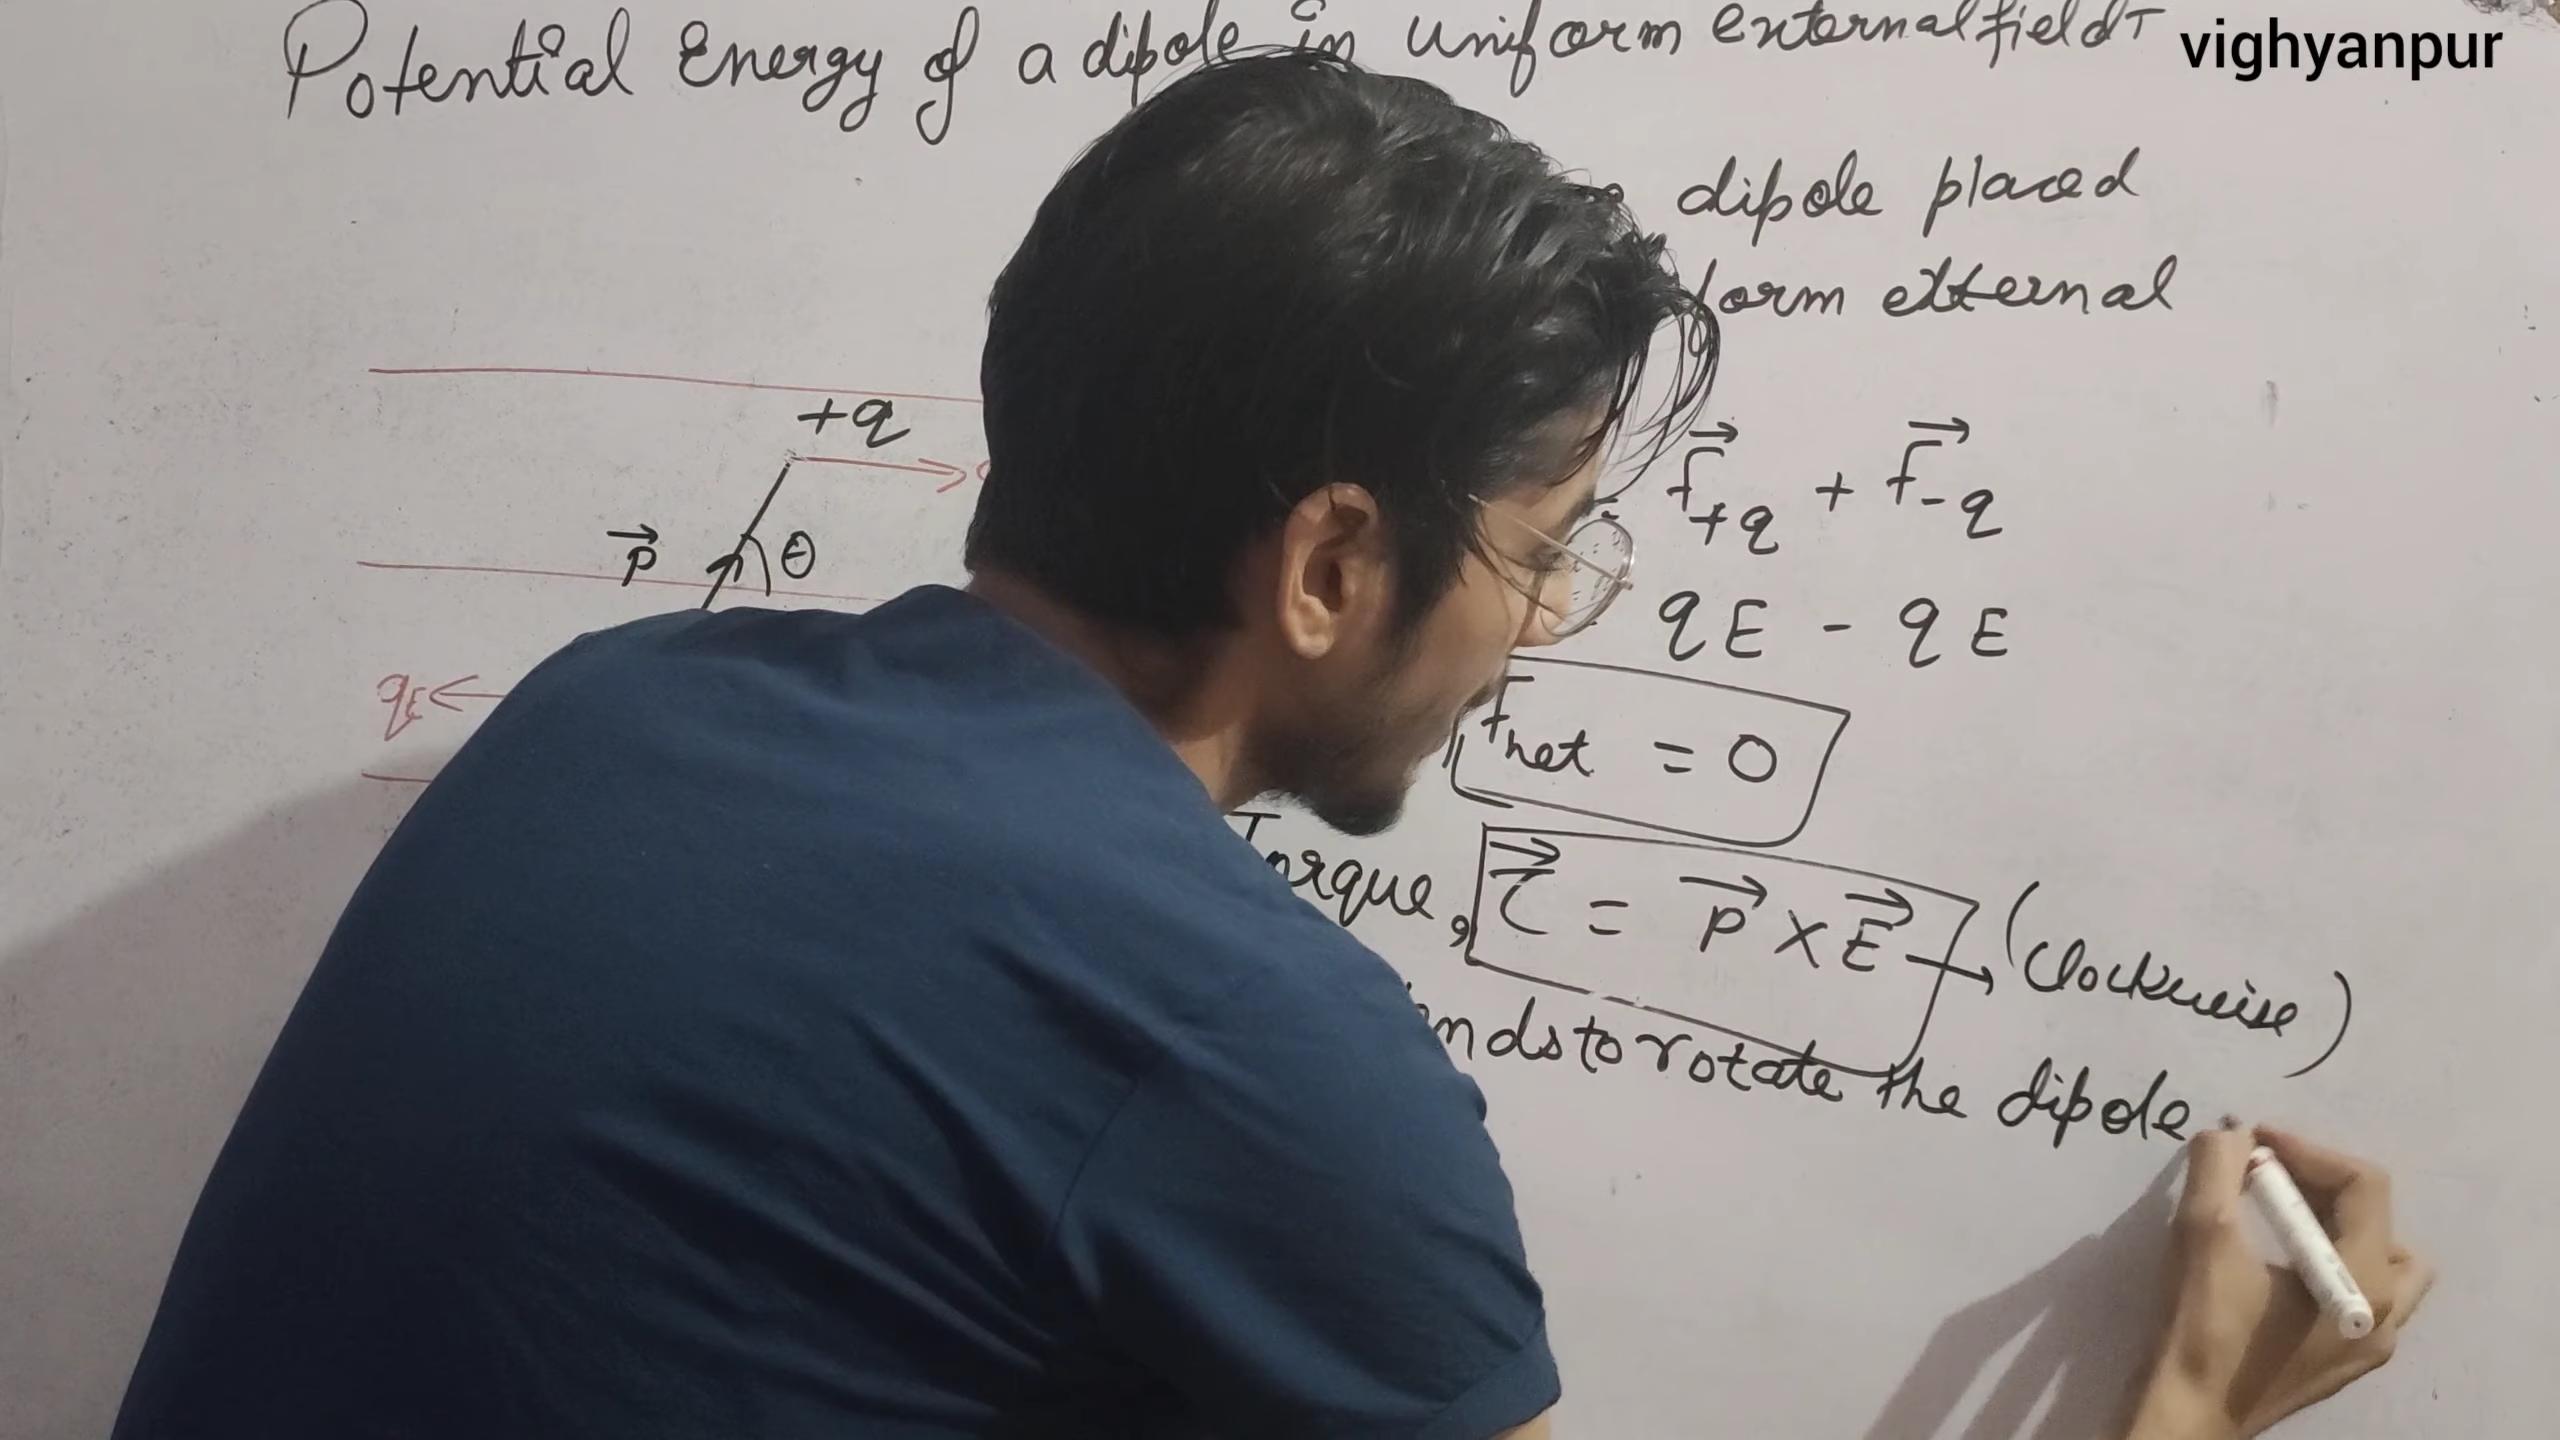 Potential Energy of a dipole in uniform external field
vighyanpur
dipole placed
form external
+q
F+q + F-q
p θ
qE - qE
qE
Fnet = 0
Torque, τ = p × E → (Clockwise)
nds to rotate the dipole